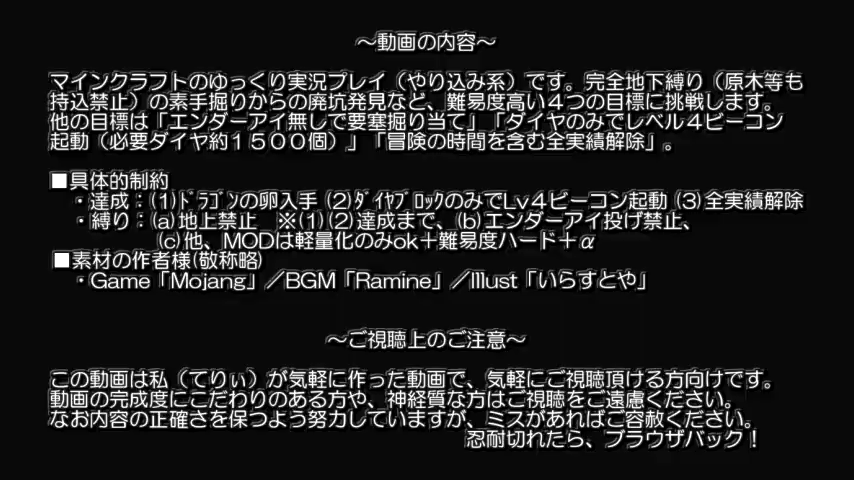 ～動画の内容～
マインクラフトのゆっくり実況プレイ（やり込み系）です。完全地下縛り（原木等も
持込禁止）の素手掘りからの廃坑発見など、難易度高い４つの目標に挑戦します。
他の目標は「エンダーアイ無しで要塞掘り当て」「ダイヤのみでレベル４ビーコン
起動（必要ダイヤ約１５００個）」「冒険の時間を含む全実績解除」。
■具体的制約
・達成：(1)ﾄﾞﾗｺﾞﾝの卵入手 (2)ﾀﾞｲﾔﾌﾞﾛｯｸのみでLv４ビーコン起動 (3)全実績解除
・縛り：(a)地上禁止　※(1)(2)達成まで、(b)エンダーアイ投げ禁止、
(c)他、MODは軽量化のみok＋難易度ハード＋α
■素材の作者様(敬称略)
・Game「Mojang」／BGM「Ramine」／Illust「いらすとや」
～ご視聴上のご注意～
この動画は私（てりぃ）が気軽に作った動画で、気軽にご視聴頂ける方向けです。
動画の完成度にこだわりのある方や、神経質な方はご視聴をご遠慮ください。
なお内容の正確さを保つよう努力していますが、ミスがあればご容赦ください。
忍耐切れたら、ブラウザバック！